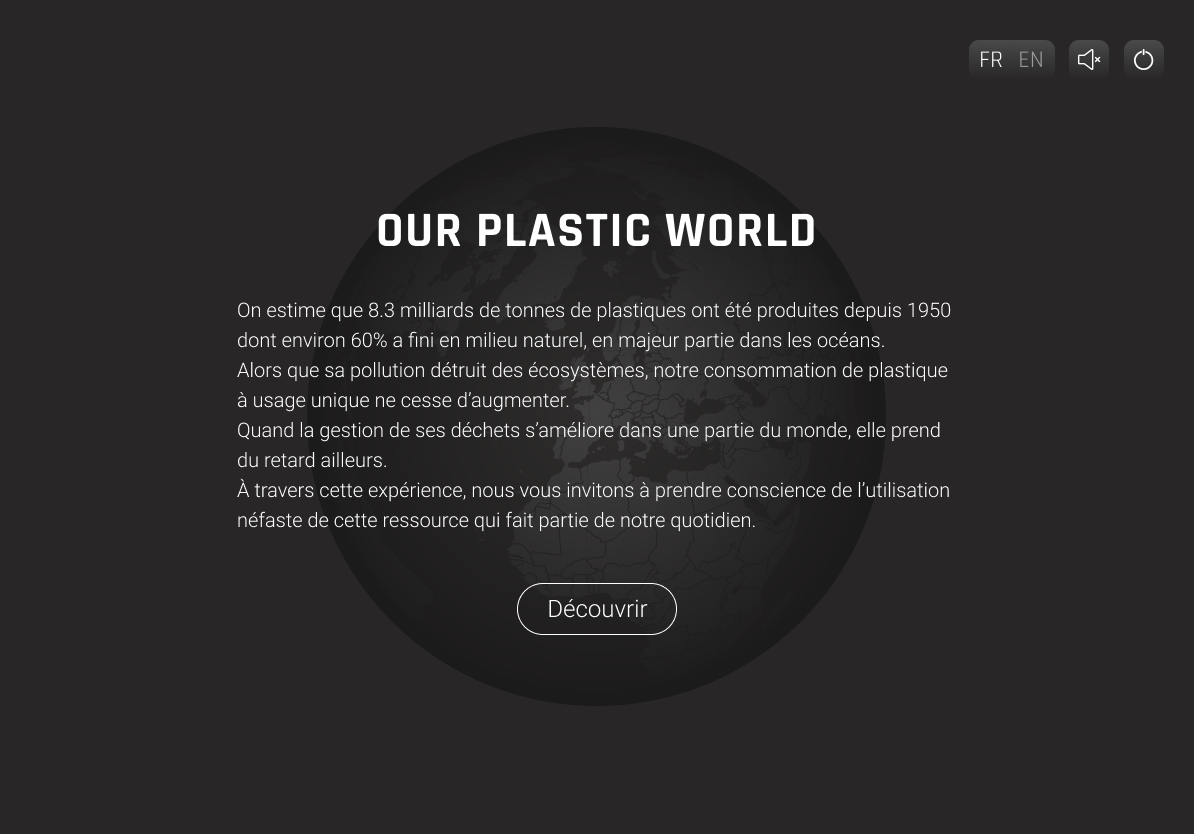 FR EN
OUR PLASTIC WORLD
On estime que 8.3 milliards de tonnes de plastiques ont été produites depuis 1950
dont environ 60% a fini en milieu naturel, en majeur partie dans les océans.
Alors que sa pollution détruit des écosystèmes, notre consommation de plastique
à usage unique ne cesse d’augmenter.
Quand la gestion de ses déchets s’améliore dans une partie du monde, elle prend
du retard ailleurs.
À travers cette expérience, nous vous invitons à prendre conscience de l’utilisation
néfaste de cette ressource qui fait partie de notre quotidien.
Découvrir